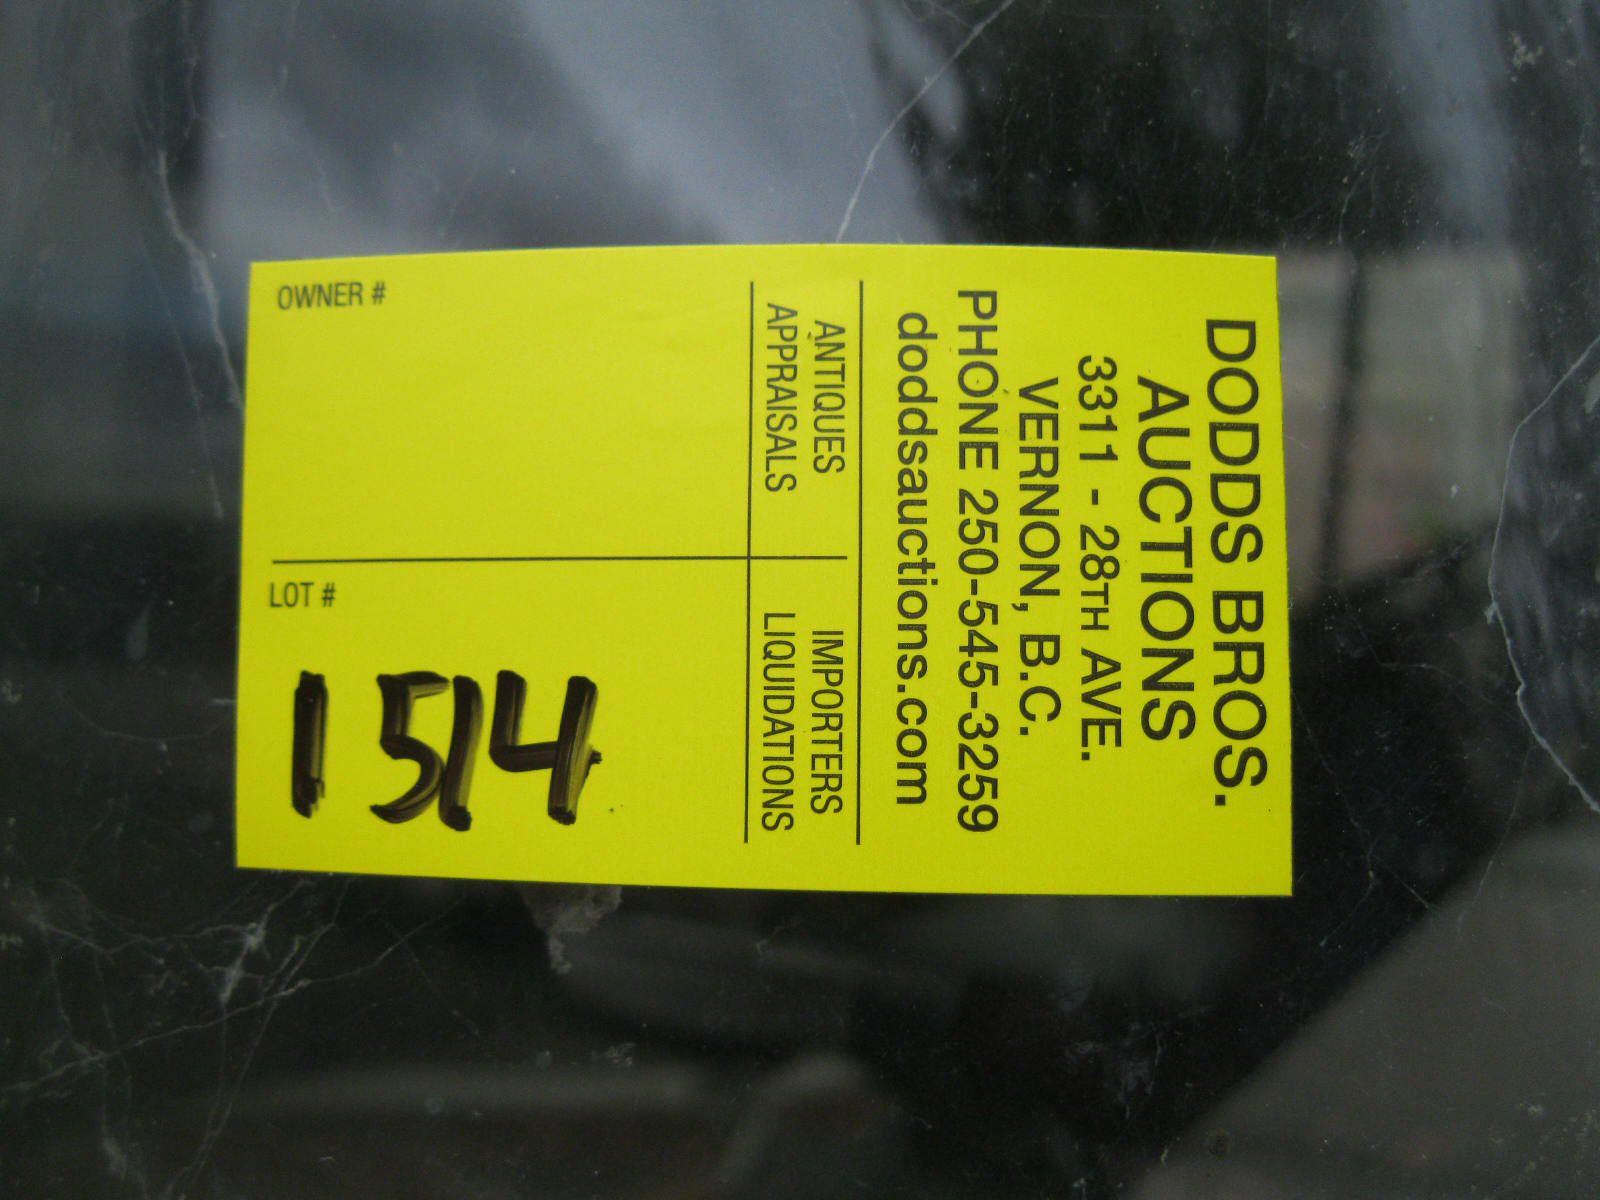 DODDS BROS.
AUCTIONS
3311 - 28TH AVE.
VERNON, B.C.
PHONE 250-545-3259
doddsauctions.com
ANTIQUES
APPRAISALS
IMPORTERS
LIQUIDATIONS
OWNER #
LOT #
1514